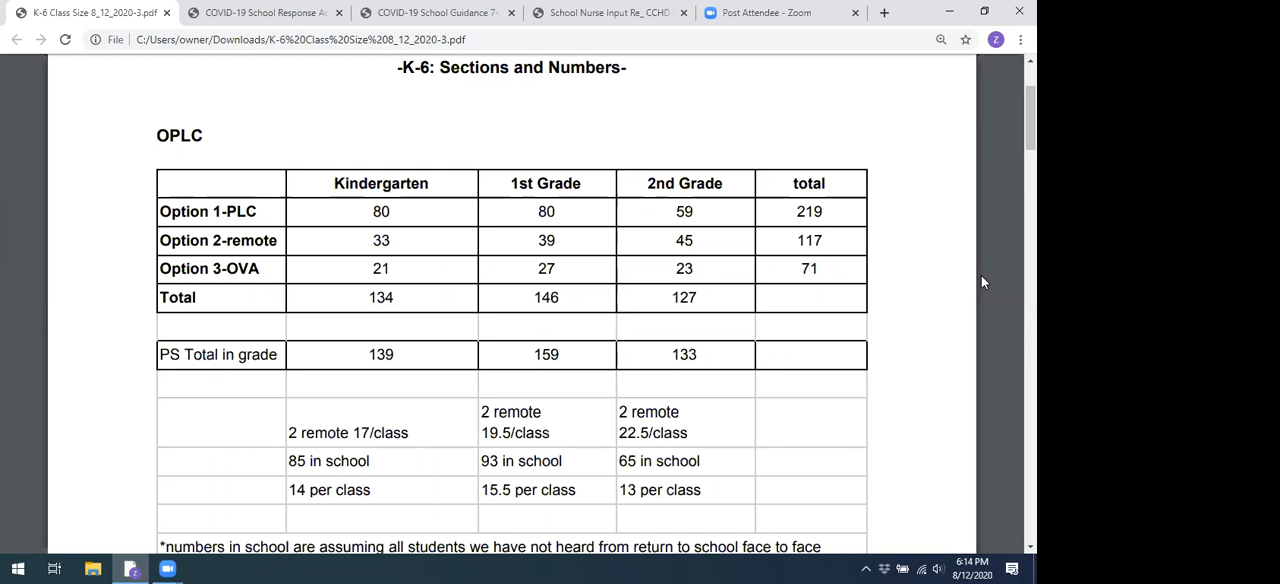 K-6 Class Size 8_12_2020-3.pdf
COVID-19 School Response Ac
COVID-19 School Guidance 7-
School Nurse Input Re_ CCHD
Post Attendee - Zoom
File C:/Users/owner/Downloads/K-6%20Class%20Size%208_12_2020-3.pdf
Z
-K-6: Sections and Numbers-
OPLC
Kindergarten 1st Grade 2nd Grade total
Option 1-PLC 80 80 59 219
Option 2-remote 33 39 45 117
Option 3-OVA 21 27 23 71
Total 134 146 127
PS Total in grade 139 159 133
2 remote 2 remote
2 remote 17/class 19.5/class 22.5/class
85 in school 93 in school 65 in school
14 per class 15.5 per class 13 per class
*numbers in school are assuming all students we have not heard from return to school face to face
6:14 PM
8/12/2020